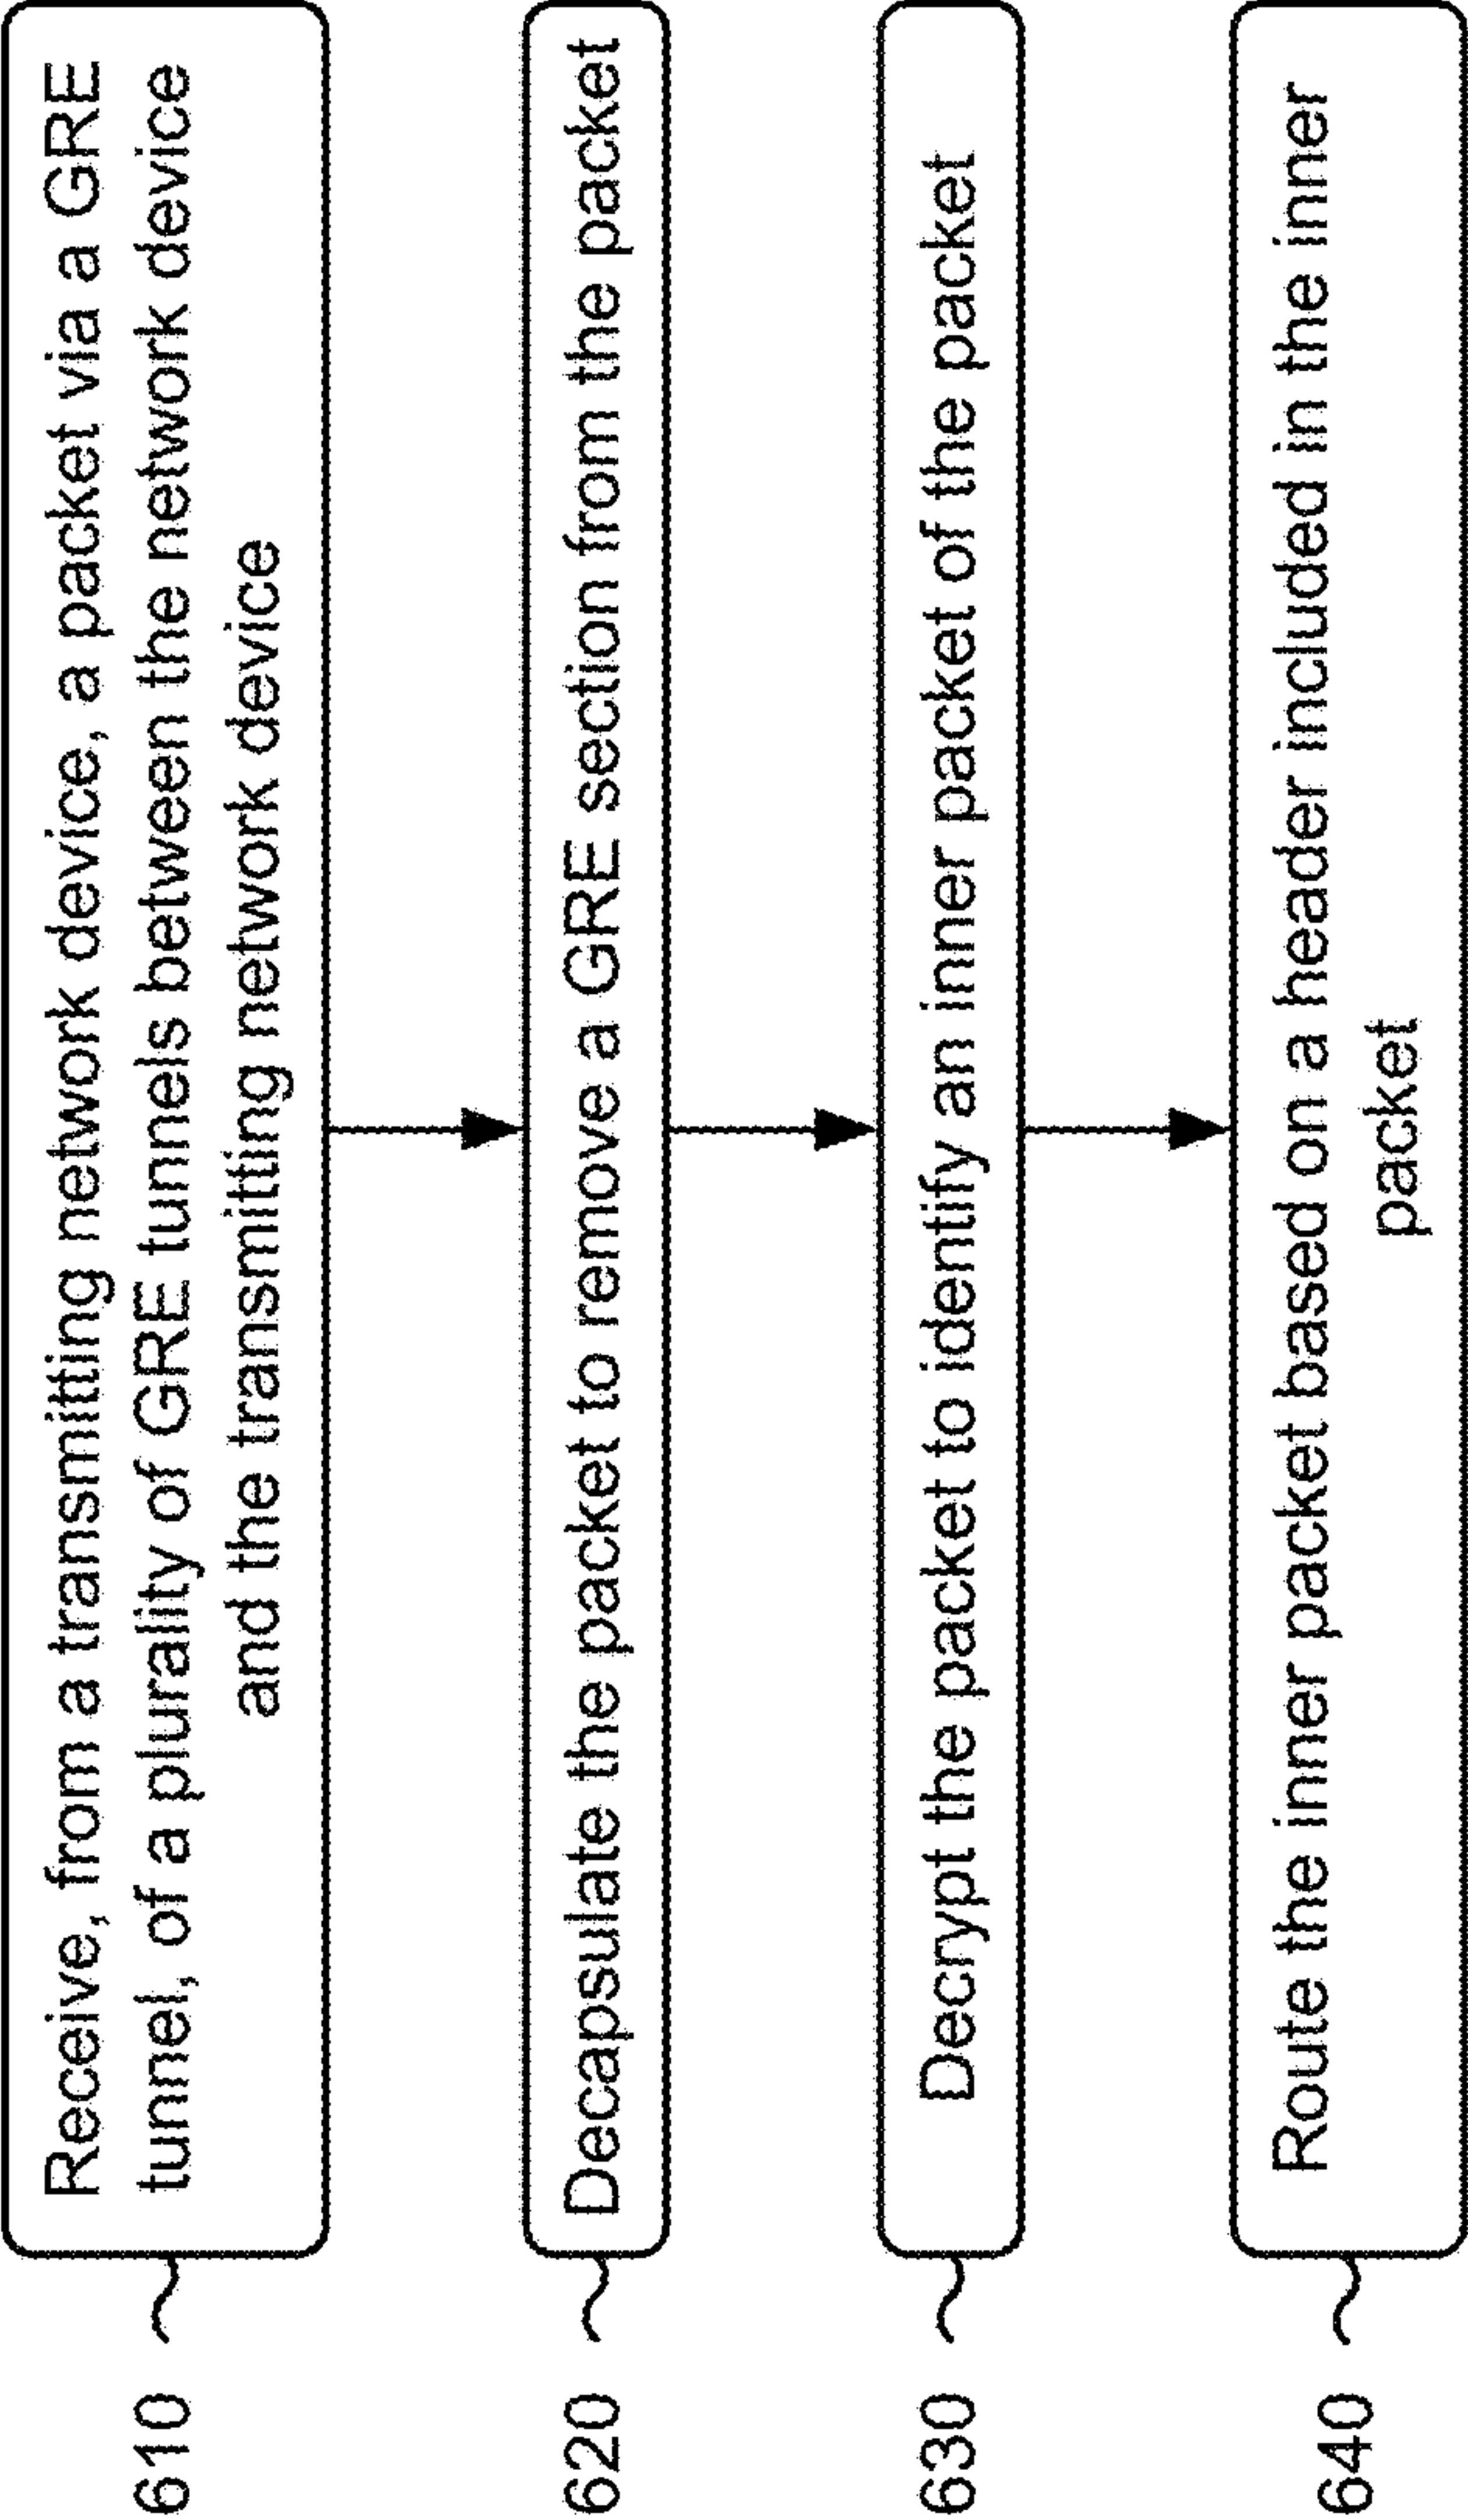 610
Receive, from a transmitting network device, a packet via a GRE
tunnel, of a plurality of GRE tunnels between the network device
and the transmitting network device
620
Decapsulate the packet to remove a GRE section from the packet
630
Decrypt the packet to identify an inner packet of the packet
640
Route the inner packet based on a header included in the inner
packet